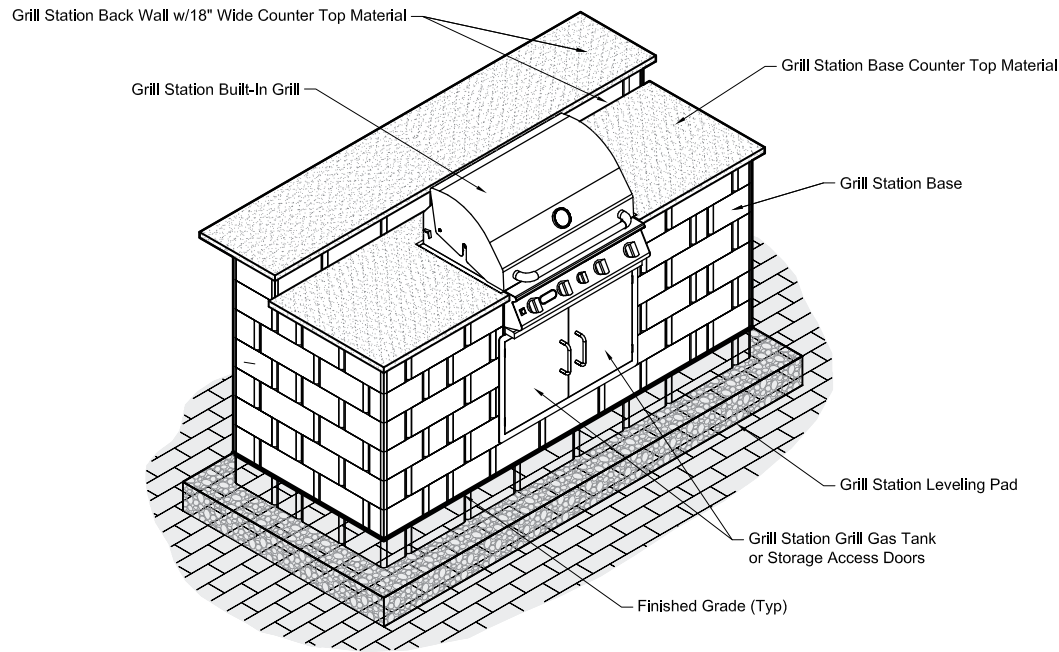 Grill Station Back Wall w/18" Wide Counter Top Material
Grill Station Base Counter Top Material
Grill Station Built-In Grill
Grill Station Base
Grill Station Leveling Pad
Grill Station Grill Gas Tank
or Storage Access Doors
Finished Grade (Typ)